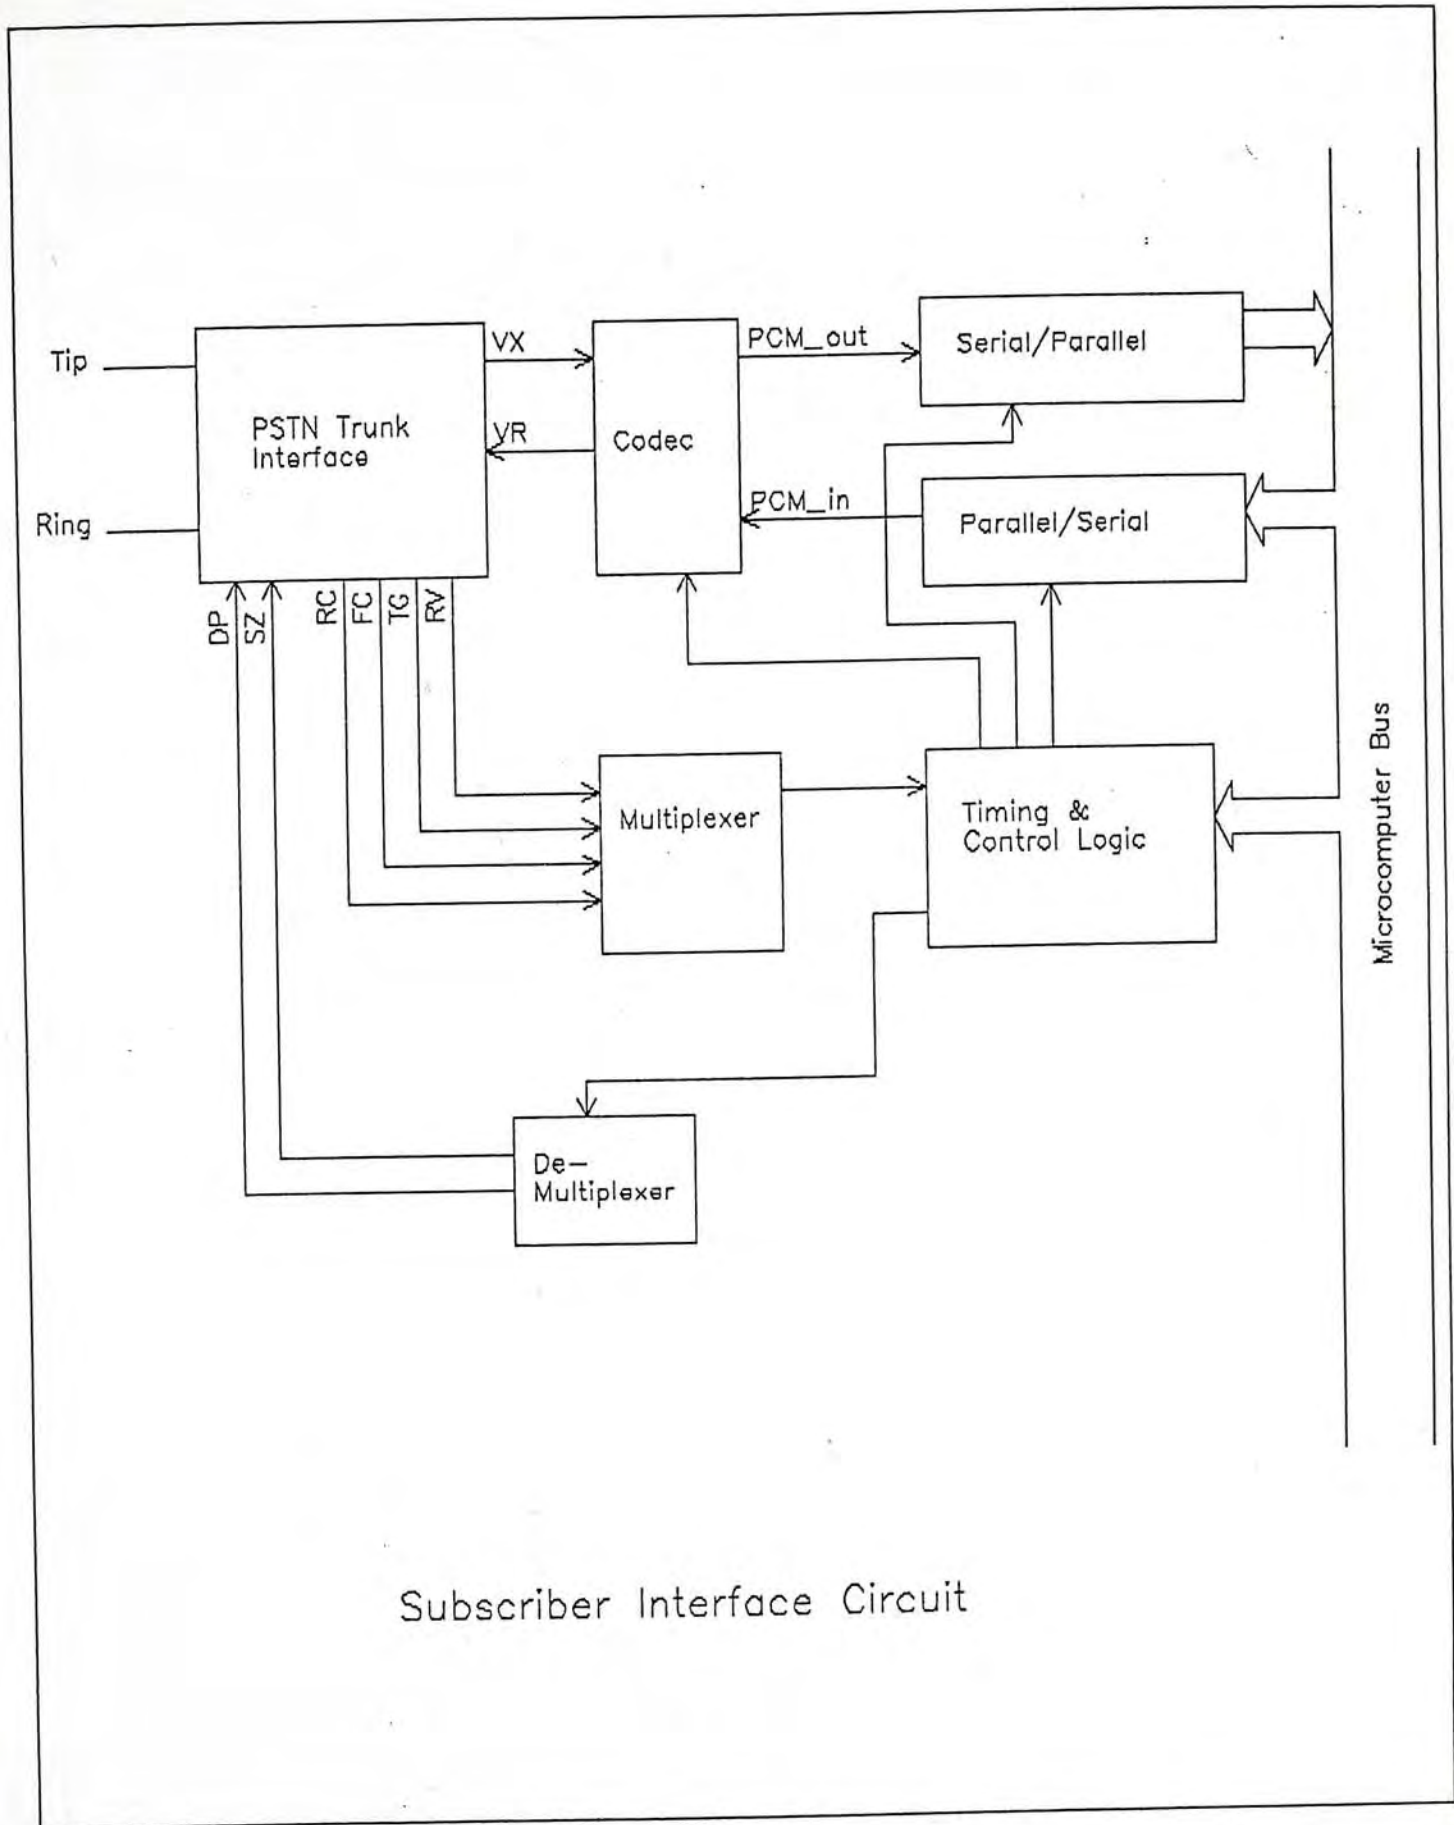 Tip
Ring
PSTN Trunk
Interface
VX
VR
Codec
PCM_out
PCM_in
Serial/Parallel
Parallel/Serial
DP
SZ
RC
FC
TG
RV
Multiplexer
Timing &
Control Logic
Microcomputer Bus
De-
Multiplexer
Subscriber Interface Circuit